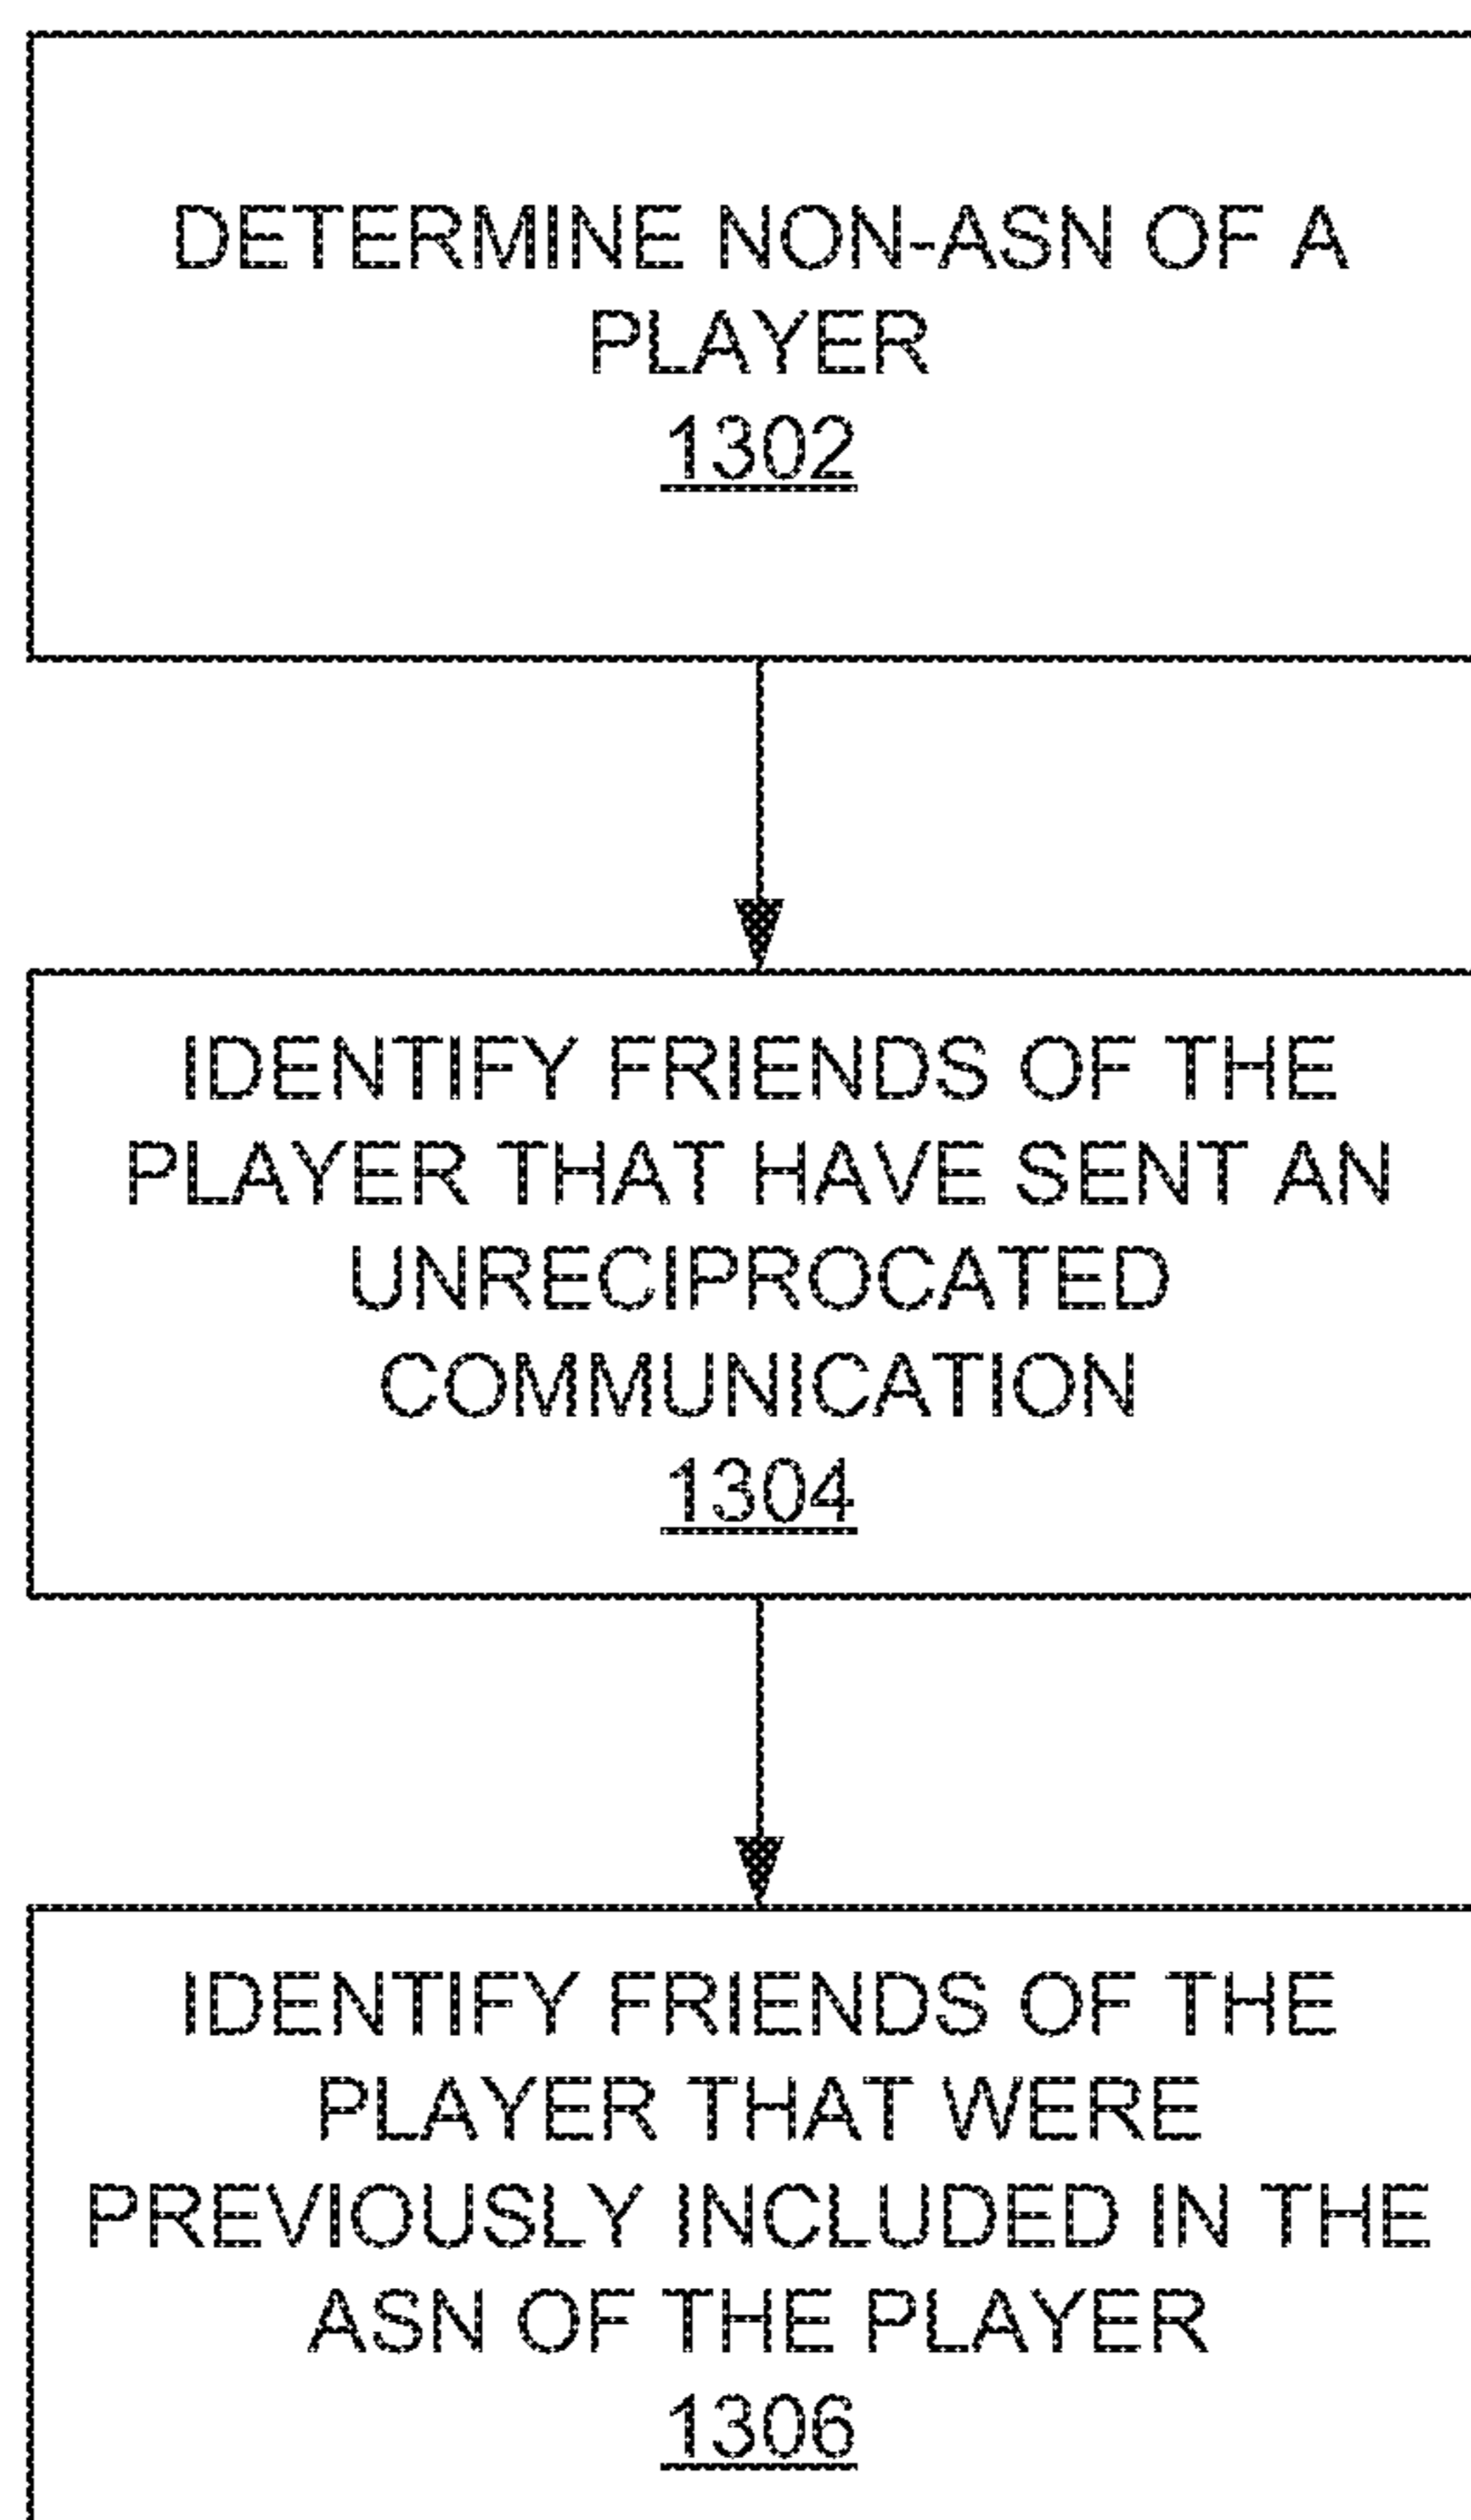 DETERMINE NON-ASN OF A
PLAYER
1302
IDENTIFY FRIENDS OF THE
PLAYER THAT HAVE SENT AN
UNRECIPROCATED
COMMUNICATION
1304
IDENTIFY FRIENDS OF THE
PLAYER THAT WERE
PREVIOUSLY INCLUDED IN THE
ASN OF THE PLAYER
1306